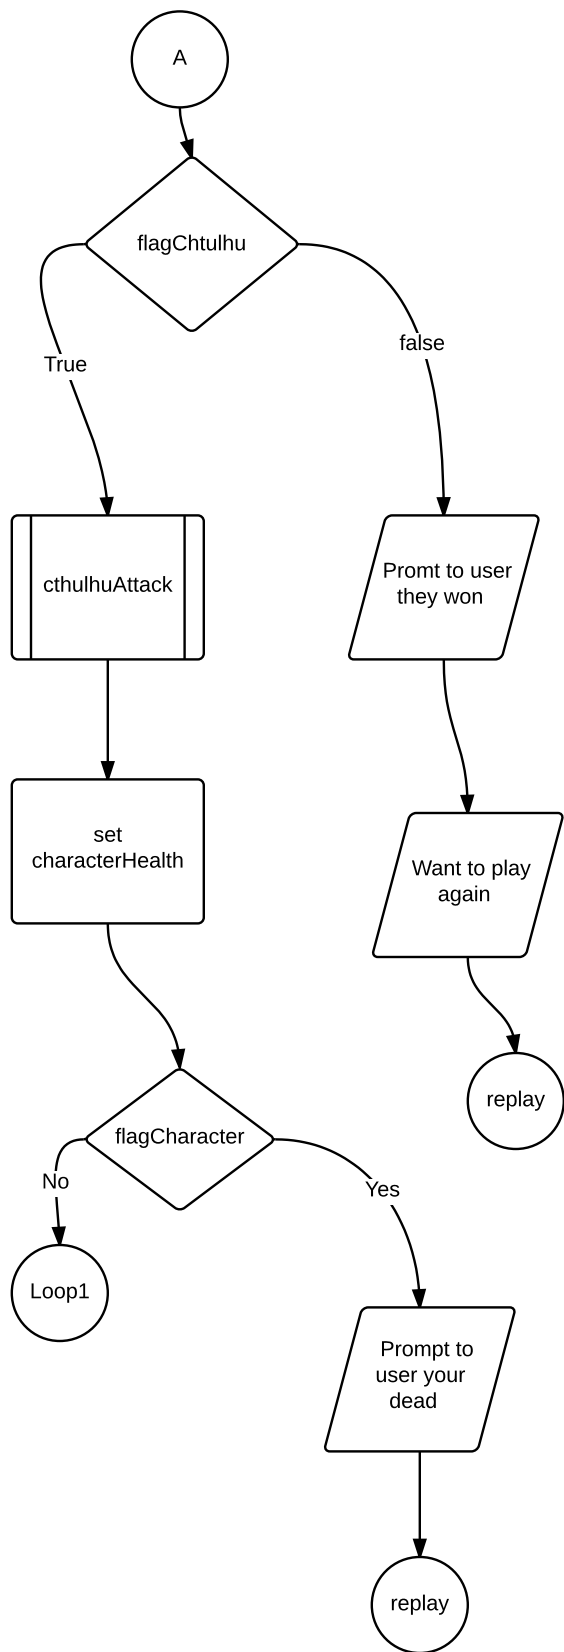 A
flagChtulhu
True
false
cthulhuAttack
Promt to user
they won
set
characterHealth
Want to play
again
replay
flagCharacter
No
Yes
Loop1
Prompt to
user your
dead
replay